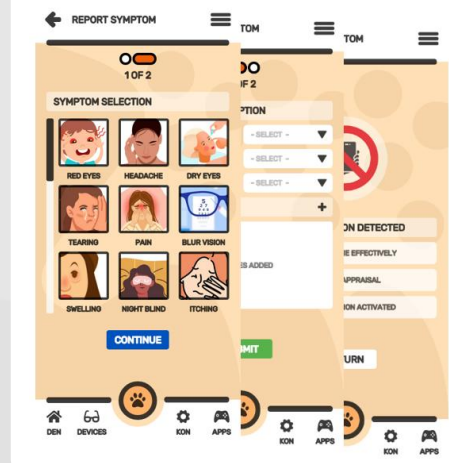 REPORT SYMPTOM
1 OF 2
SYMPTOM SELECTION
RED EYES
HEADACHE
DRY EYES
TEARING
PAIN
BLUR VISION
SWELLING
NIGHT BLIND
ITCHING
CONTINUE
DEN
DEVICES
KON
APPS
TOM
OF 2
PTION
- SELECT -
- SELECT -
- SELECT -
+
ES ADDED
MIT
KON
APPS
TOM
ON DETECTED
E EFFECTIVELY
APPRAISAL
ION ACTIVATED
URN
KON
APPS